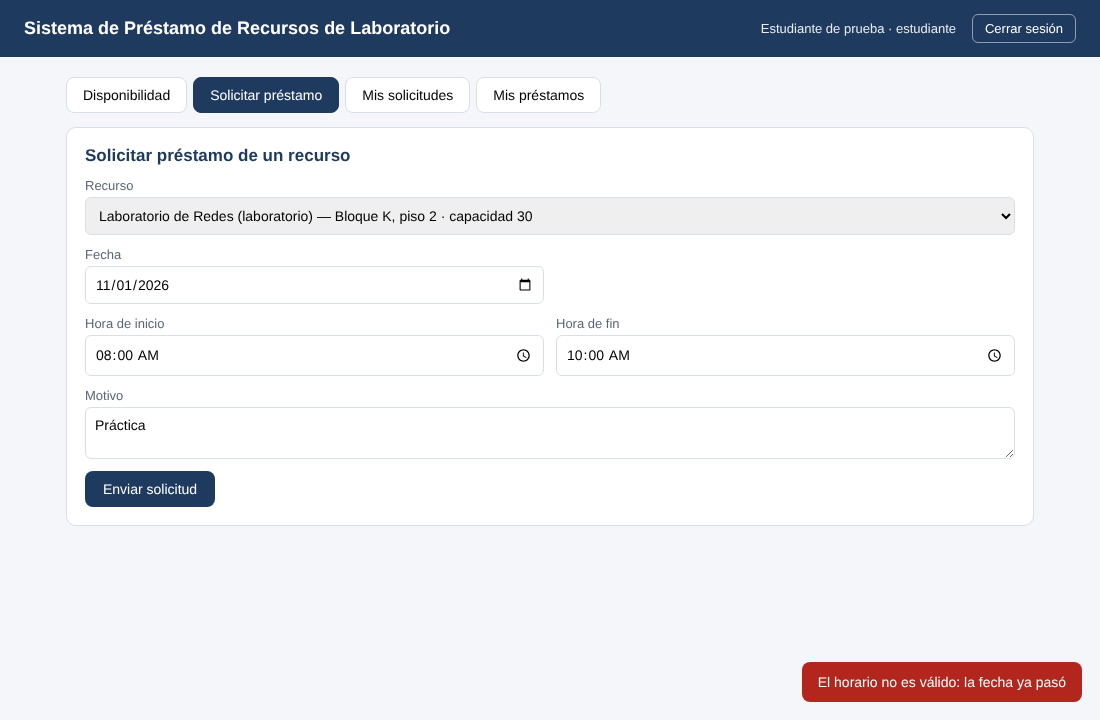 Sistema de Préstamo de Recursos de Laboratorio
Estudiante de prueba · estudiante
Cerrar sesión
Disponibilidad
Solicitar préstamo
Mis solicitudes
Mis préstamos
Solicitar préstamo de un recurso
Recurso
Laboratorio de Redes (laboratorio) — Bloque K, piso 2 · capacidad 30
Fecha
11/01/2026
Hora de inicio
Hora de fin
08:00 AM
10:00 AM
Motivo
Práctica
Enviar solicitud
El horario no es válido: la fecha ya pasó